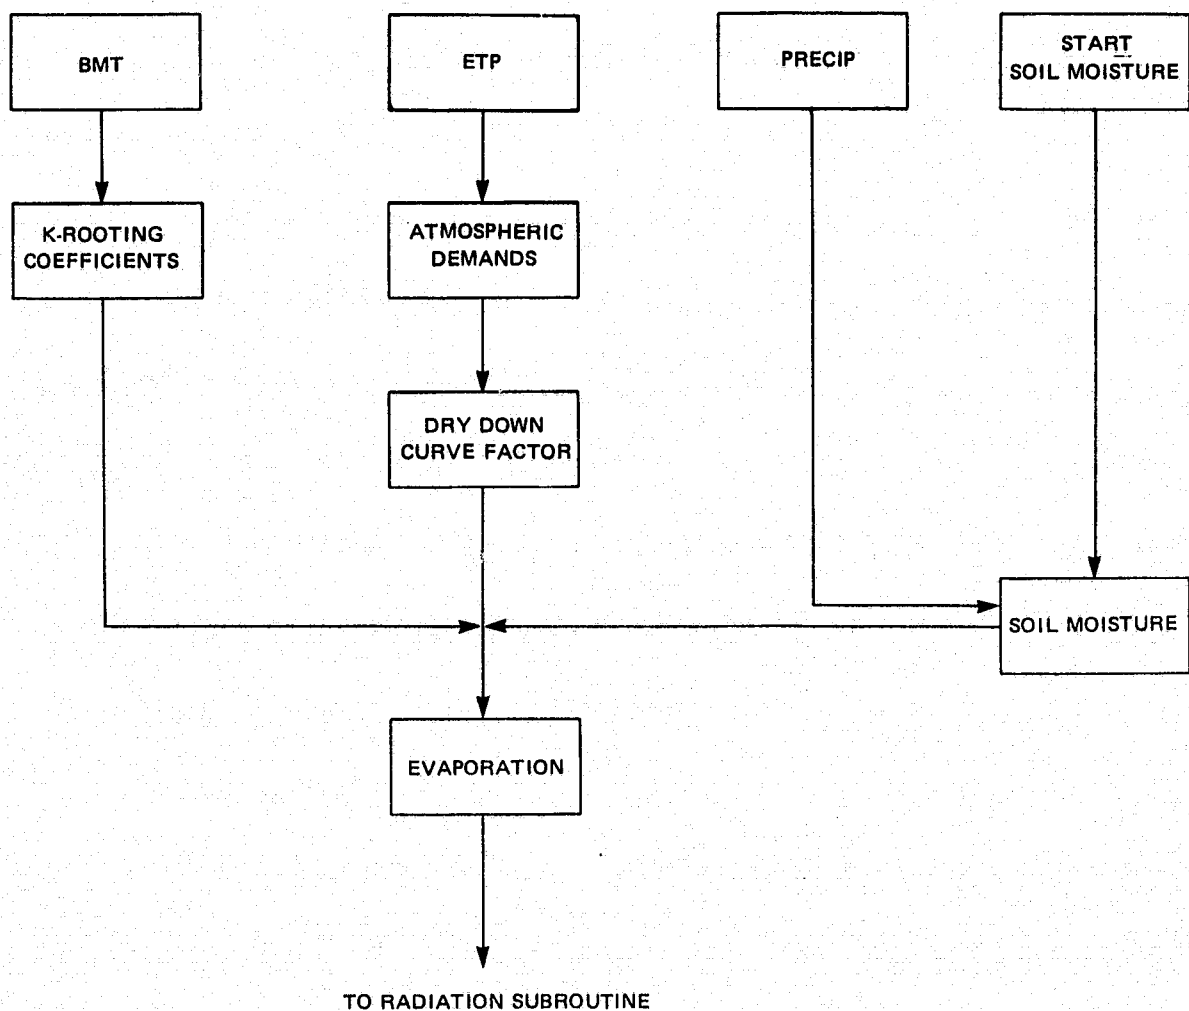 BMT
ETP
PRECIP
START
SOIL MOISTURE
K-ROOTING
COEFFICIENTS
ATMOSPHERIC
DEMANDS
DRY DOWN
CURVE FACTOR
SOIL MOISTURE
EVAPORATION
TO RADIATION SUBROUTINE